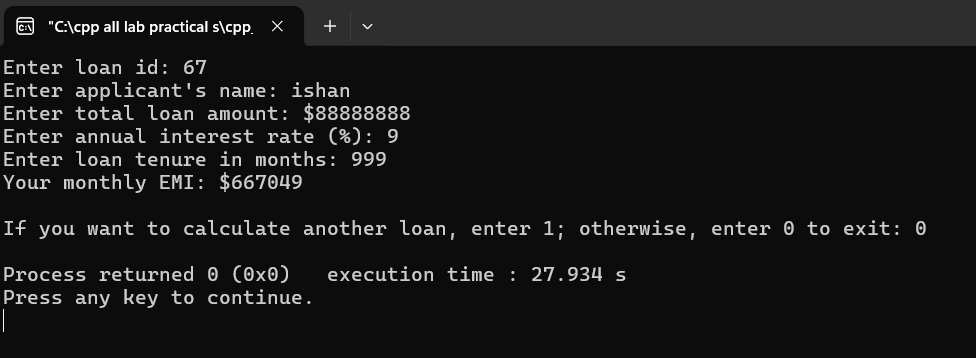 "C:\cpp all lab practical s\cpp_
Enter loan id: 67
Enter applicant's name: ishan
Enter total loan amount: $88888888
Enter annual interest rate (%): 9
Enter loan tenure in months: 999
Your monthly EMI: $667049
If you want to calculate another loan, enter 1; otherwise, enter 0 to exit: 0
Process returned 0 (0x0)   execution time : 27.934 s
Press any key to continue.